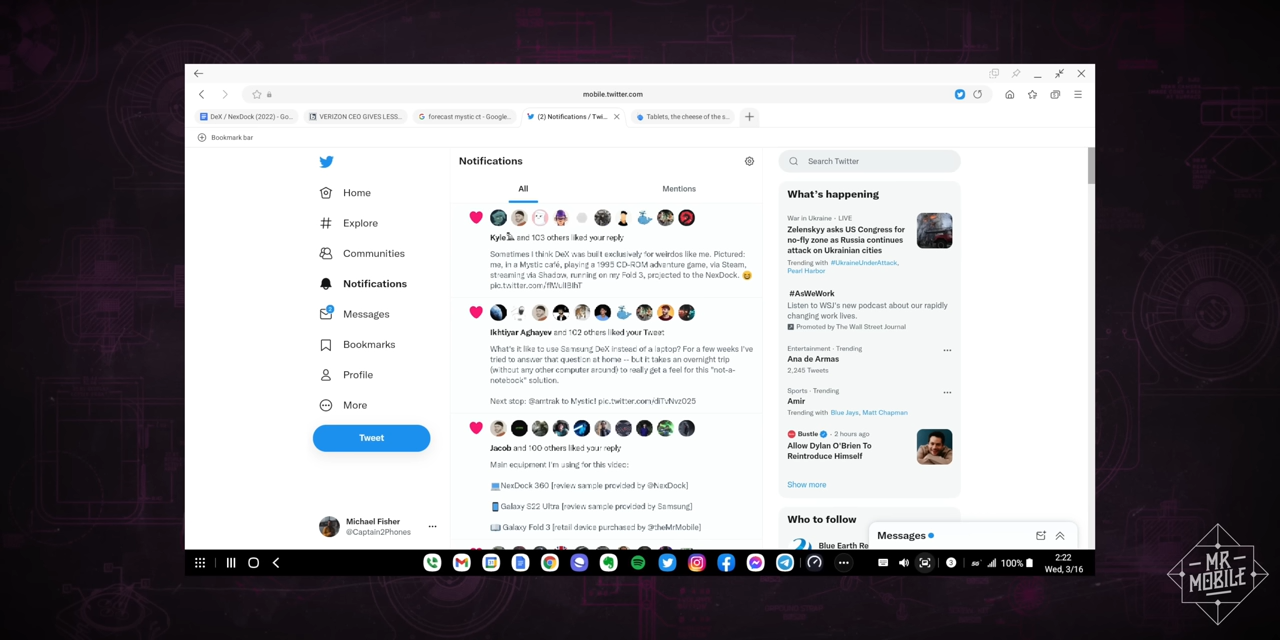 mobile.twitter.com
DeX / NexDock (2022) - Go...
VERIZON CEO GIVES LESS...
forecast mystic ct - Google...
(2) Notifications / Twi...
Tablets, the cheese of the s...
Bookmark bar
Home
Explore
Communities
Notifications
Messages
Bookmarks
Profile
More
Tweet
Michael Fisher
@Captain2Phones
Notifications
All
Mentions
Kyle and 103 others liked your reply
Sometimes I think DeX was built exclusively for weirdos like me. Pictured:
me, in a Mystic café, playing a 1995 CD-ROM adventure game, via Steam,
streaming via Shadow, running on my Fold 3, projected to the NexDock.
Ikhtiyar Aghayev and 102 others liked your Tweet
What's it like to use Samsung DeX instead of a laptop? For a few weeks I've
tried to answer that question at home -- but it takes an overnight trip
(without any other computer around) to really get a feel for this "not-a-
notebook" solution.
Next stop: @amtrak to Mystic!
Jacob and 100 others liked your reply
Main equipment I'm using for this video:
NexDock 360 [review sample provided by @NexDock]
Galaxy S22 Ultra [review sample provided by Samsung]
Galaxy Fold 3 [retail device purchased by @theMrMobile]
Search Twitter
What's happening
War in Ukraine · LIVE
Zelenskyy asks US Congress for
no-fly zone as Russia continues
attack on Ukrainian cities
Trending with #UkraineUnderAttack,
Pearl Harbor
#AsWeWork
Listen to WSJ's new podcast about our rapidly
changing work lives.
Promoted by The Wall Street Journal
Entertainment · Trending
Ana de Armas
2,245 Tweets
Sports · Trending
Amir
Trending with Blue Jays, Matt Chapman
Bustle · 2 hours ago
Allow Dylan O'Brien To
Reintroduce Himself
Show more
Who to follow
Blue Earth Re
Messages
100%
2:22
Wed, 3/16
MR
MOBILE